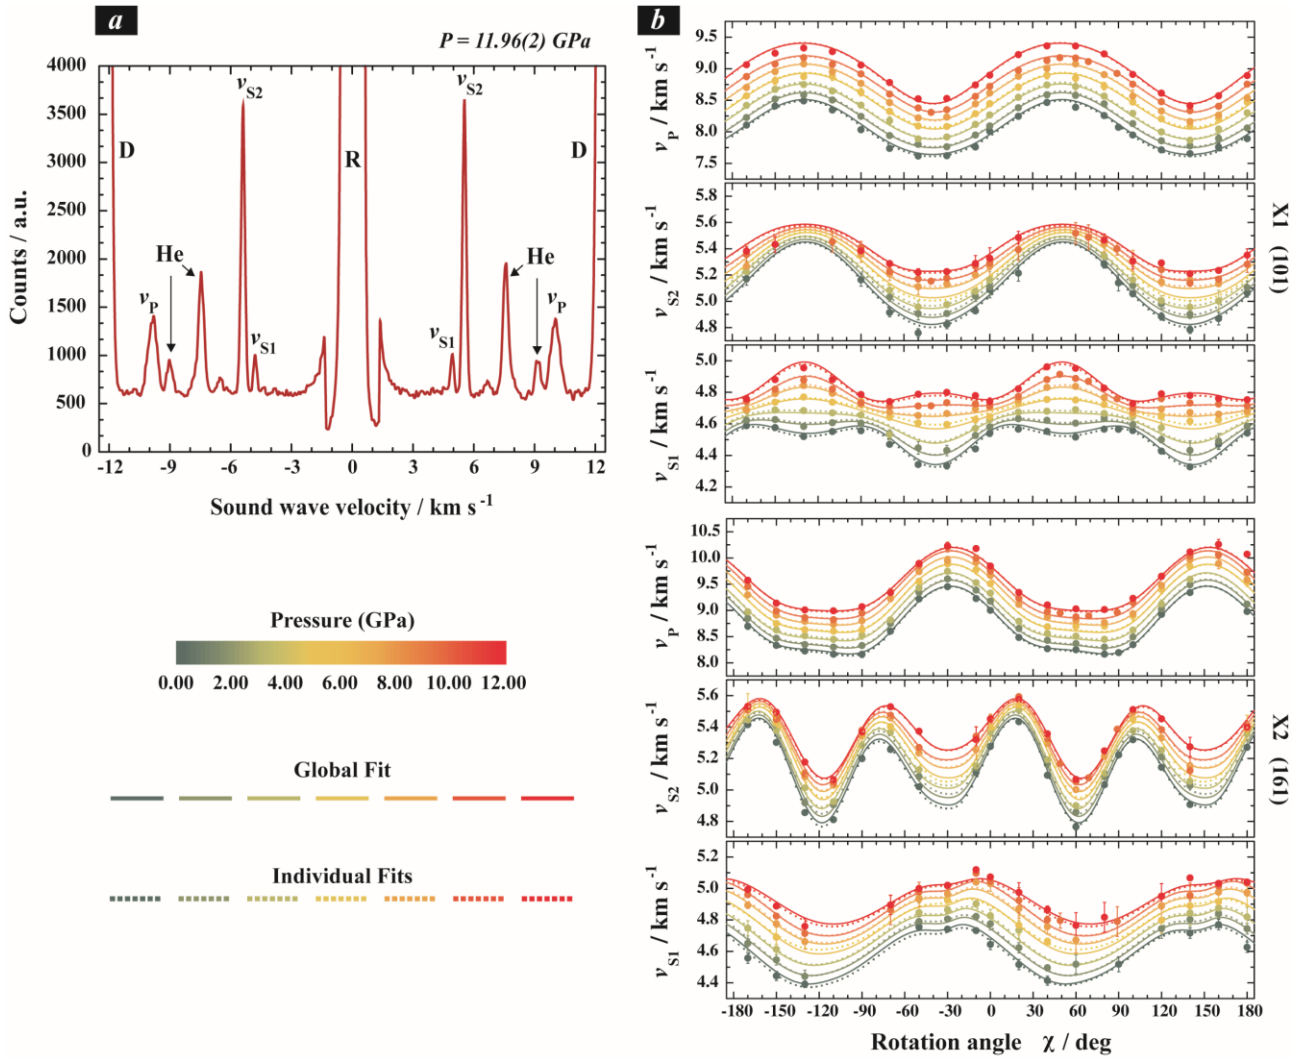 a
P = 11.96(2) GPa
4000
3500
3000
2500
2000
1500
1000
500
0
Counts / a.u.
D
He
vP
vS2
vS1
R
vS2
vS1
He
vP
D
-12 -9 -6 -3 0 3 6 9 12
Sound wave velocity / km s-1
Pressure (GPa)
0.00 2.00 4.00 6.00 8.00 10.00 12.00
Global Fit
Individual Fits
b
9.5
9.0
8.5
8.0
7.5
vP / km s-1
5.8
5.6
5.4
5.2
5.0
4.8
vS2 / km s-1
5.0
4.8
4.6
4.4
4.2
vS1 / km s-1
X1 (101)
10.5
10.0
9.5
9.0
8.5
8.0
vP / km s-1
5.6
5.4
5.2
5.0
4.8
vS2 / km s-1
5.2
5.0
4.8
4.6
4.4
vS1 / km s-1
X2 (161)
-180 -150 -120 -90 -60 -30 0 30 60 90 120 150 180
Rotation angle χ / deg